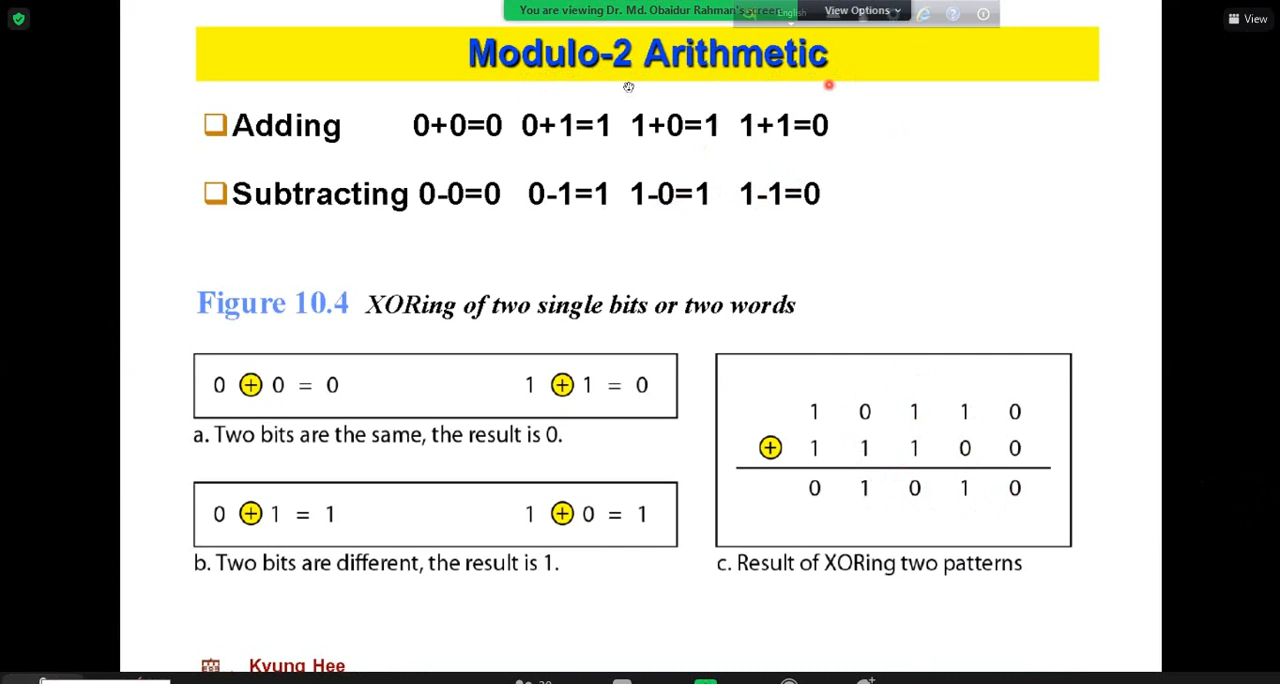 You are viewing Dr. Md. Obaidur Rahman's screen
English
View Options
View
Modulo-2 Arithmetic
Adding 0+0=0 0+1=1 1+0=1 1+1=0
Subtracting 0-0=0 0-1=1 1-0=1 1-1=0
Figure 10.4 XORing of two single bits or two words
0 + 0 = 0 1 + 1 = 0
a. Two bits are the same, the result is 0.
0 + 1 = 1 1 + 0 = 1
b. Two bits are different, the result is 1.
1 0 1 1 0
+ 1 1 1 0 0
0 1 0 1 0
c. Result of XORing two patterns
Kyung Hee